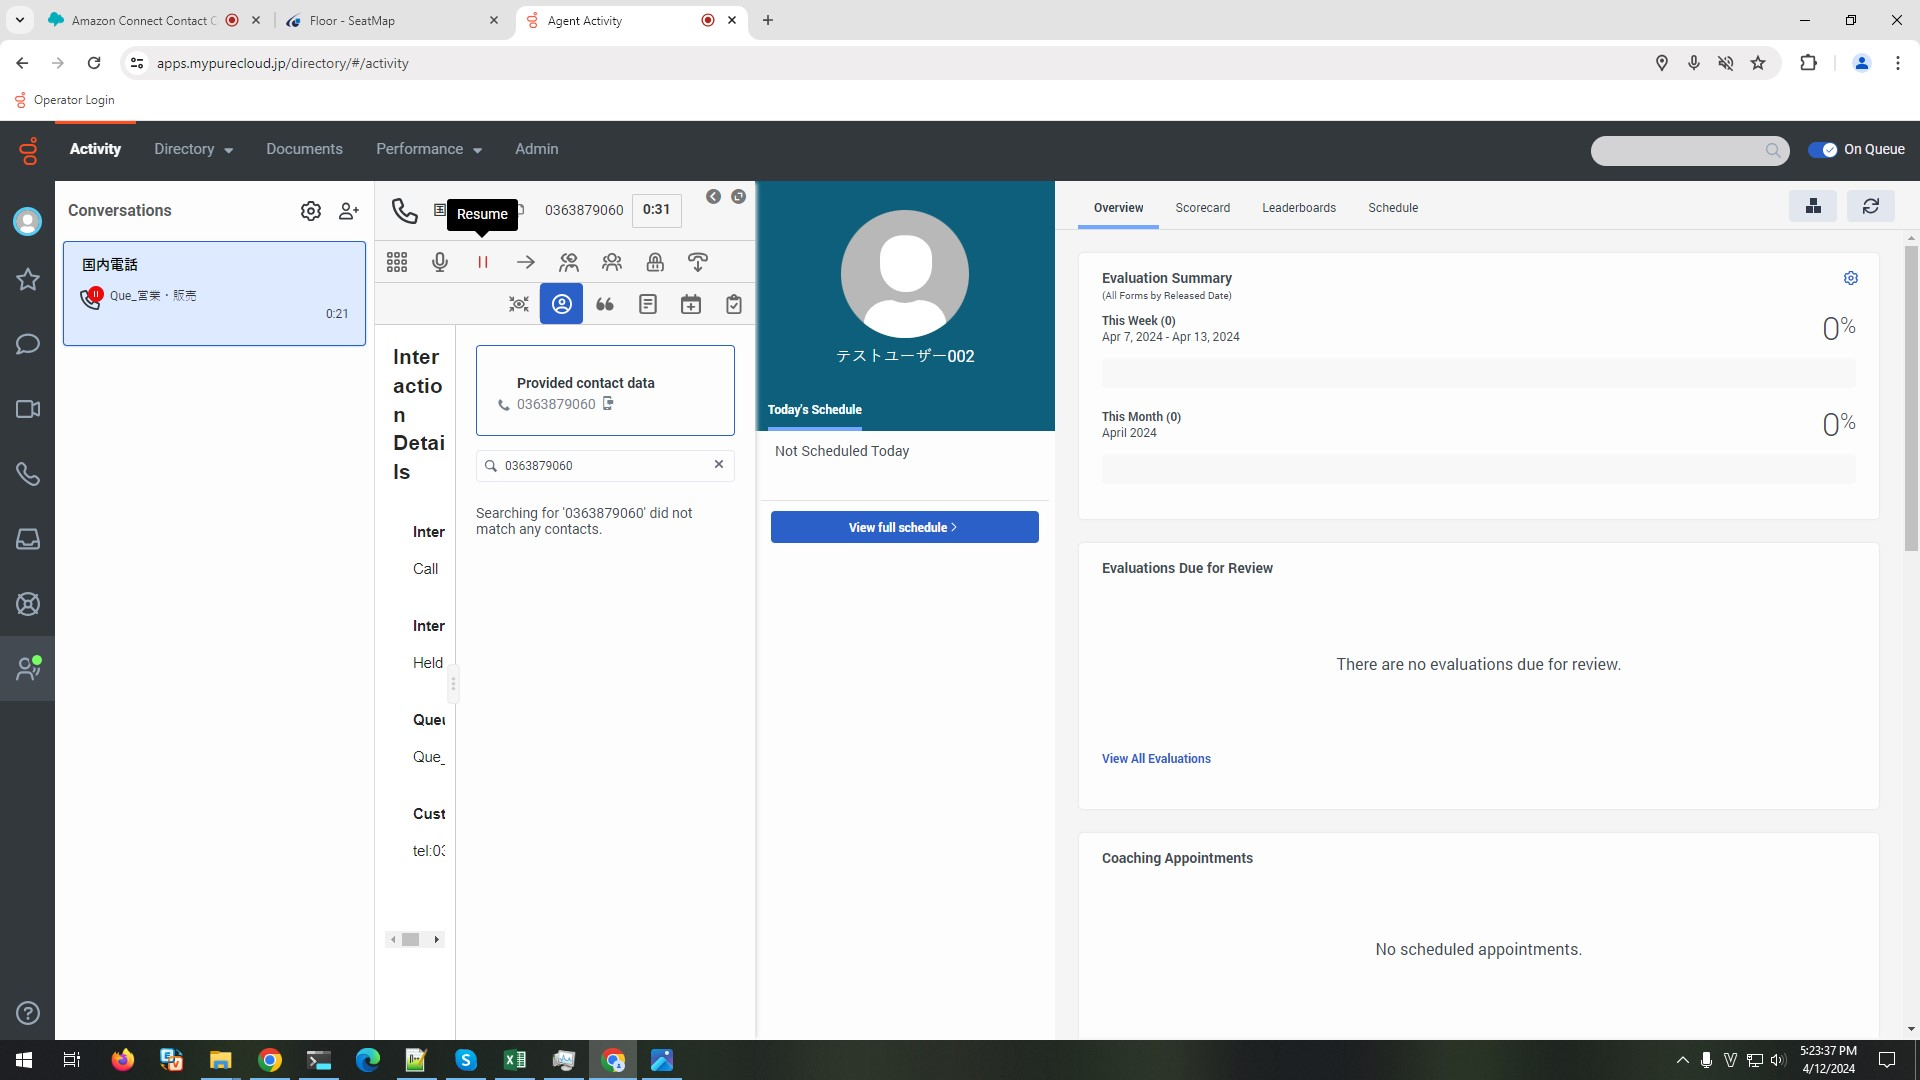 Amazon Connect Contact C
Floor - SeatMap
Agent Activity
apps.mypurecloud.jp/directory/#/activity
Operator Login
Activity
Directory
Documents
Performance
Admin
On Queue
Conversations
国内電話
Que_営業・販売
0:21
国
Resume
0363879060
0:31
Inter
actio
n
Detai
ls
Inter
Call
Inter
Held
Queu
Que_
Cust
tel:03
Provided contact data
0363879060
0363879060
Searching for '0363879060' did not
match any contacts.
テストユーザー002
Today's Schedule
Not Scheduled Today
View full schedule
Overview
Scorecard
Leaderboards
Schedule
Evaluation Summary
(All Forms by Released Date)
This Week (0)
Apr 7, 2024 - Apr 13, 2024
0%
This Month (0)
April 2024
0%
Evaluations Due for Review
There are no evaluations due for review.
View All Evaluations
Coaching Appointments
No scheduled appointments.
5:23:37 PM
4/12/2024